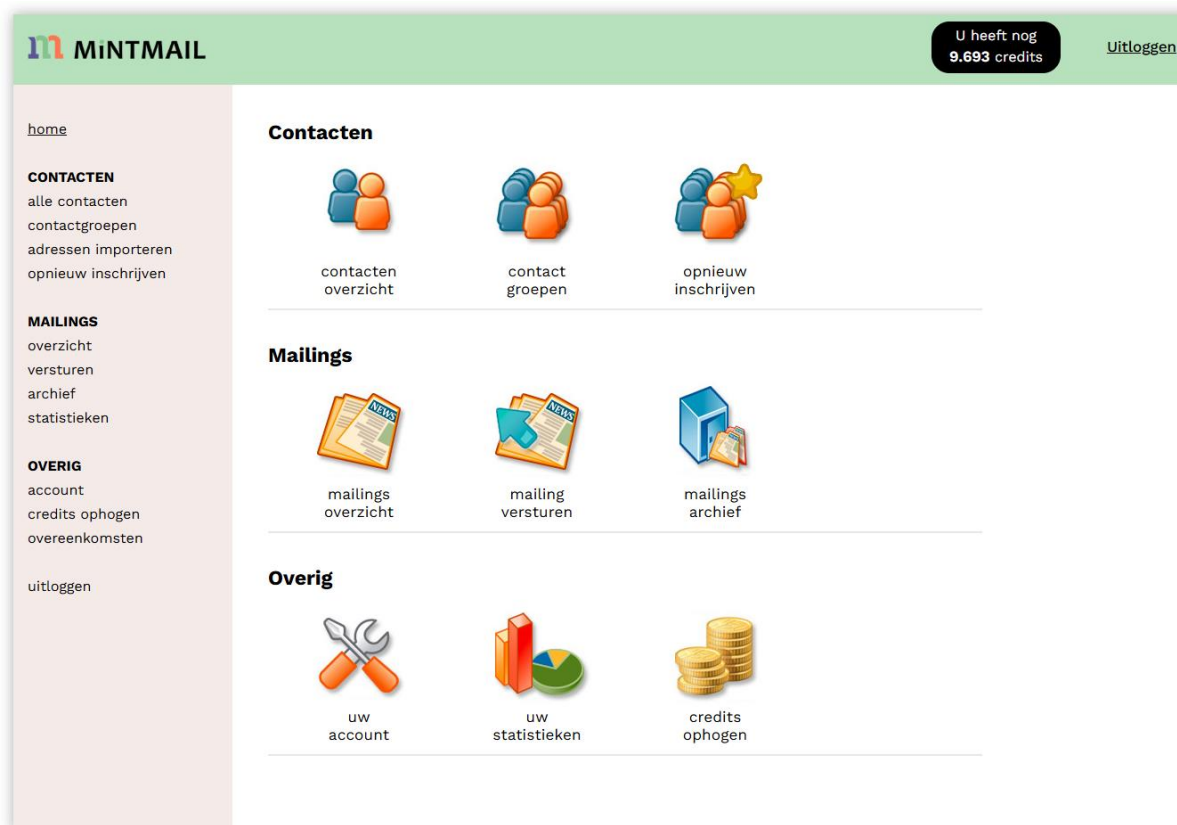 m MiNTMAIL
U heeft nog
9.693 credits
Uitloggen
home
CONTACTEN
alle contacten
contactgroepen
adressen importeren
opnieuw inschrijven
MAILINGS
overzicht
versturen
archief
statistieken
OVERIG
account
credits ophogen
overeenkomsten
uitloggen
Contacten
contacten
overzicht
contact
groepen
opnieuw
inschrijven
Mailings
NEWS
NEWS
mailings
overzicht
mailing
versturen
mailings
archief
Overig
uw
account
uw
statistieken
credits
ophogen